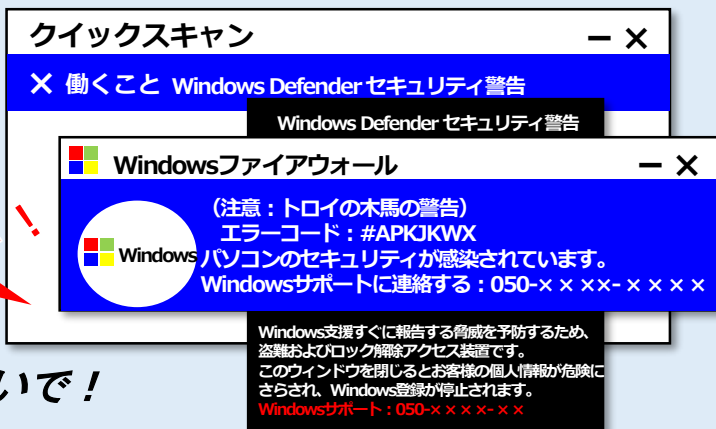 クイックスキャン
働くこと Windows Defender セキュリティ警告
Windows Defender セキュリティ警告
Windowsファイアウォール
(注意:トロイの木馬の警告)
エラーコード:#APKJKWX
Windows
パソコンのセキュリティが感染されています。
Windowsサポートに連絡する:050-××××-××××
!
Windows支援すぐに報告する脅威を予防するため、
盗難およびロック解除アクセス装置です。
このウィンドウを閉じるとお客様の個人情報が危険に
さらされ、Windows登録が停止されます。
Windowsサポート:050-××××-××
いで!